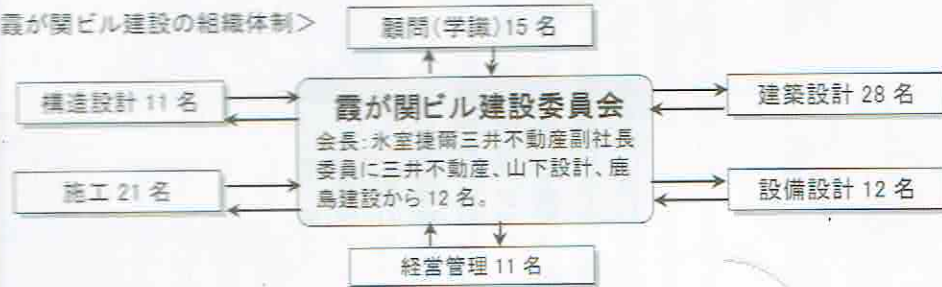 霞が関ビル建設の組織体制＞
顧問(学識)15名
構造設計 11名
霞が関ビル建設委員会
会長:氷室捷爾三井不動産副社長
委員に三井不動産、山下設計、鹿
島建設から12名。
建築設計 28名
施工 21名
設備設計 12名
経営管理 11名